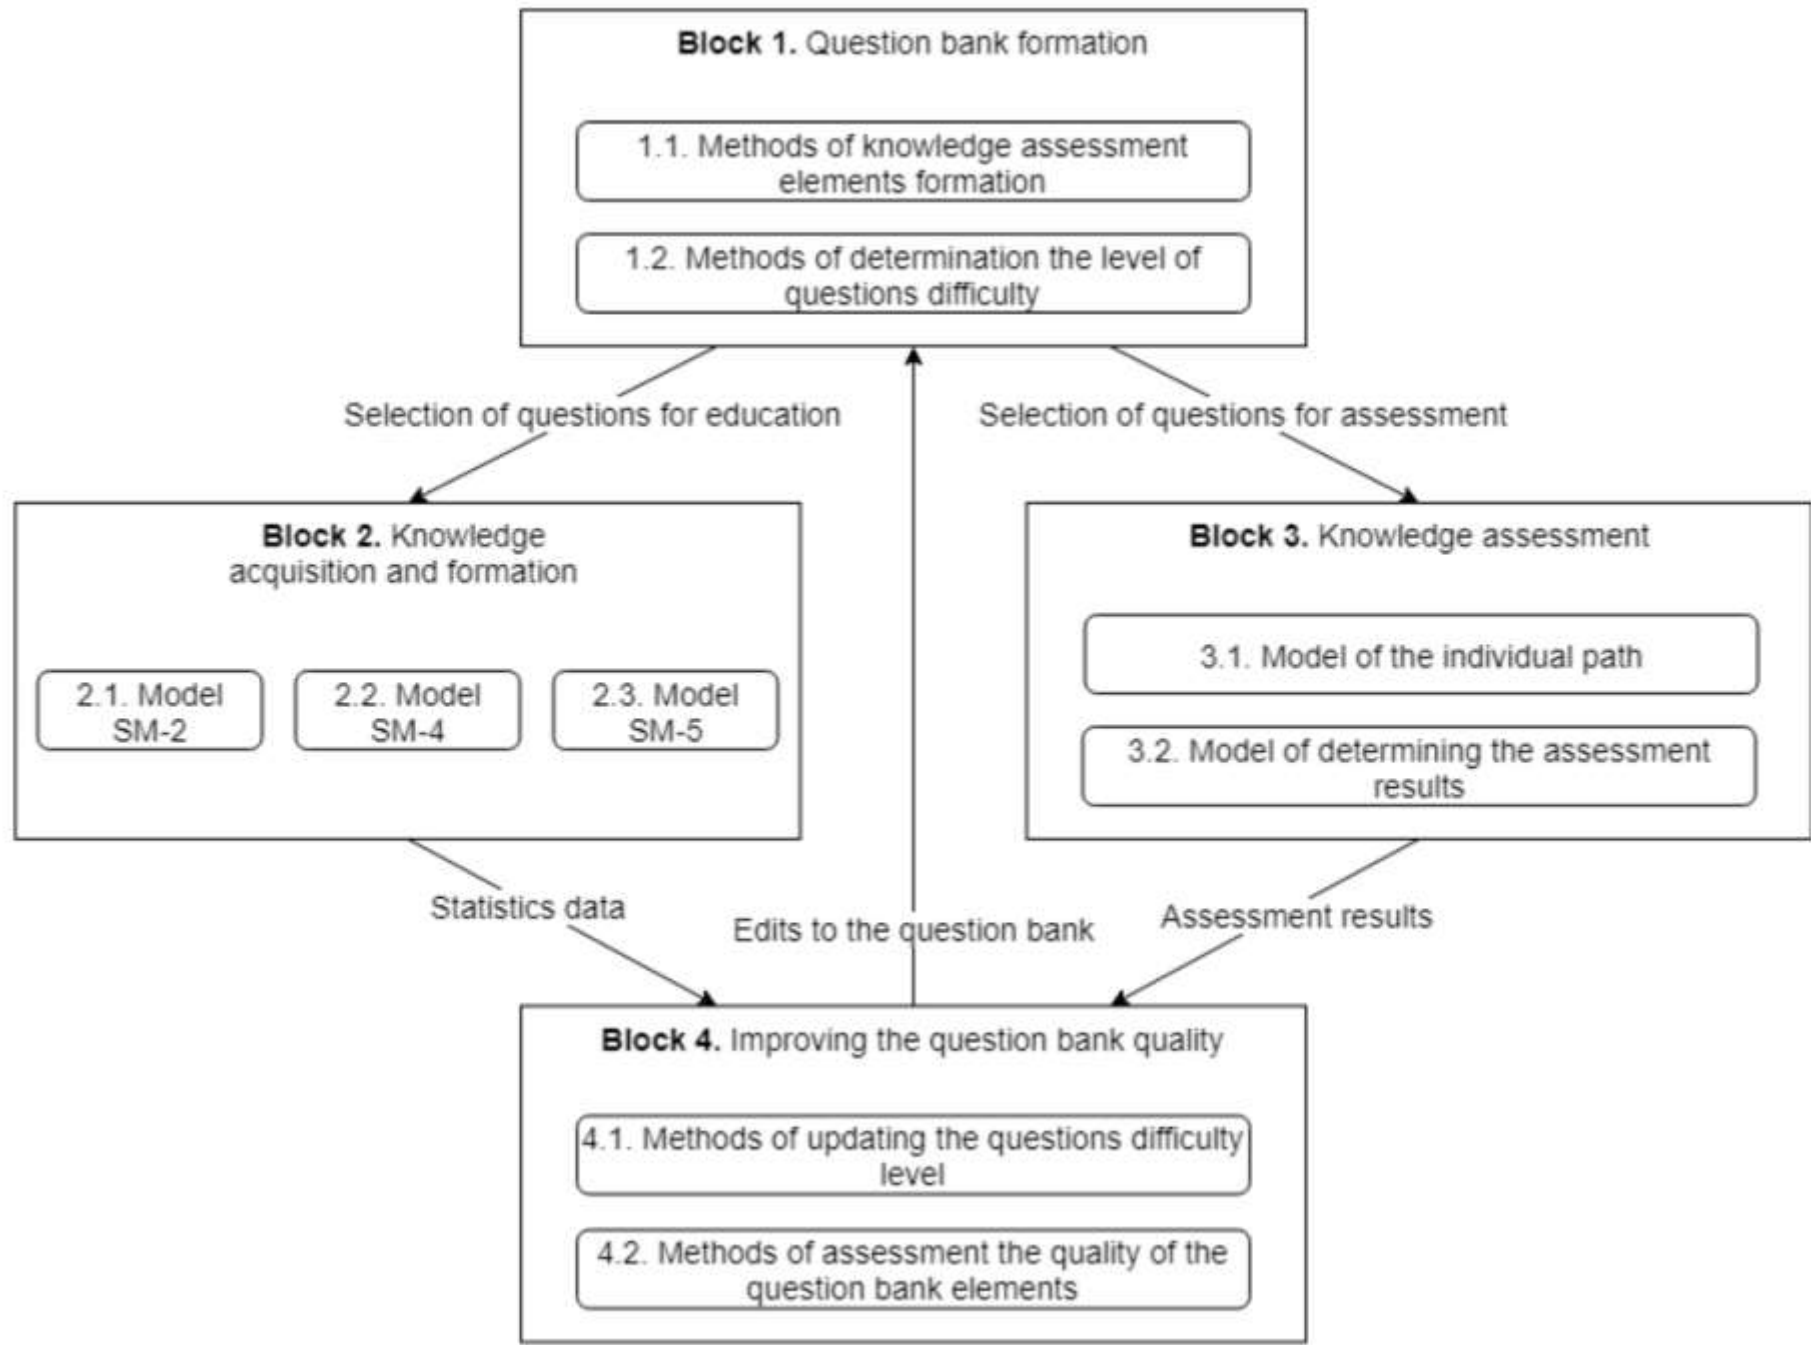 Block 1. Question bank formation
1.1. Methods of knowledge assessment
elements formation
1.2. Methods of determination the level of
questions difficulty
Selection of questions for education
Selection of questions for assessment
Block 2. Knowledge
acquisition and formation
2.1. Model
SM-2
2.2. Model
SM-4
2.3. Model
SM-5
Block 3. Knowledge assessment
3.1. Model of the individual path
3.2. Model of determining the assessment
results
Statistics data
Edits to the question bank
Assessment results
Block 4. Improving the question bank quality
4.1. Methods of updating the questions difficulty
level
4.2. Methods of assessment the quality of the
question bank elements